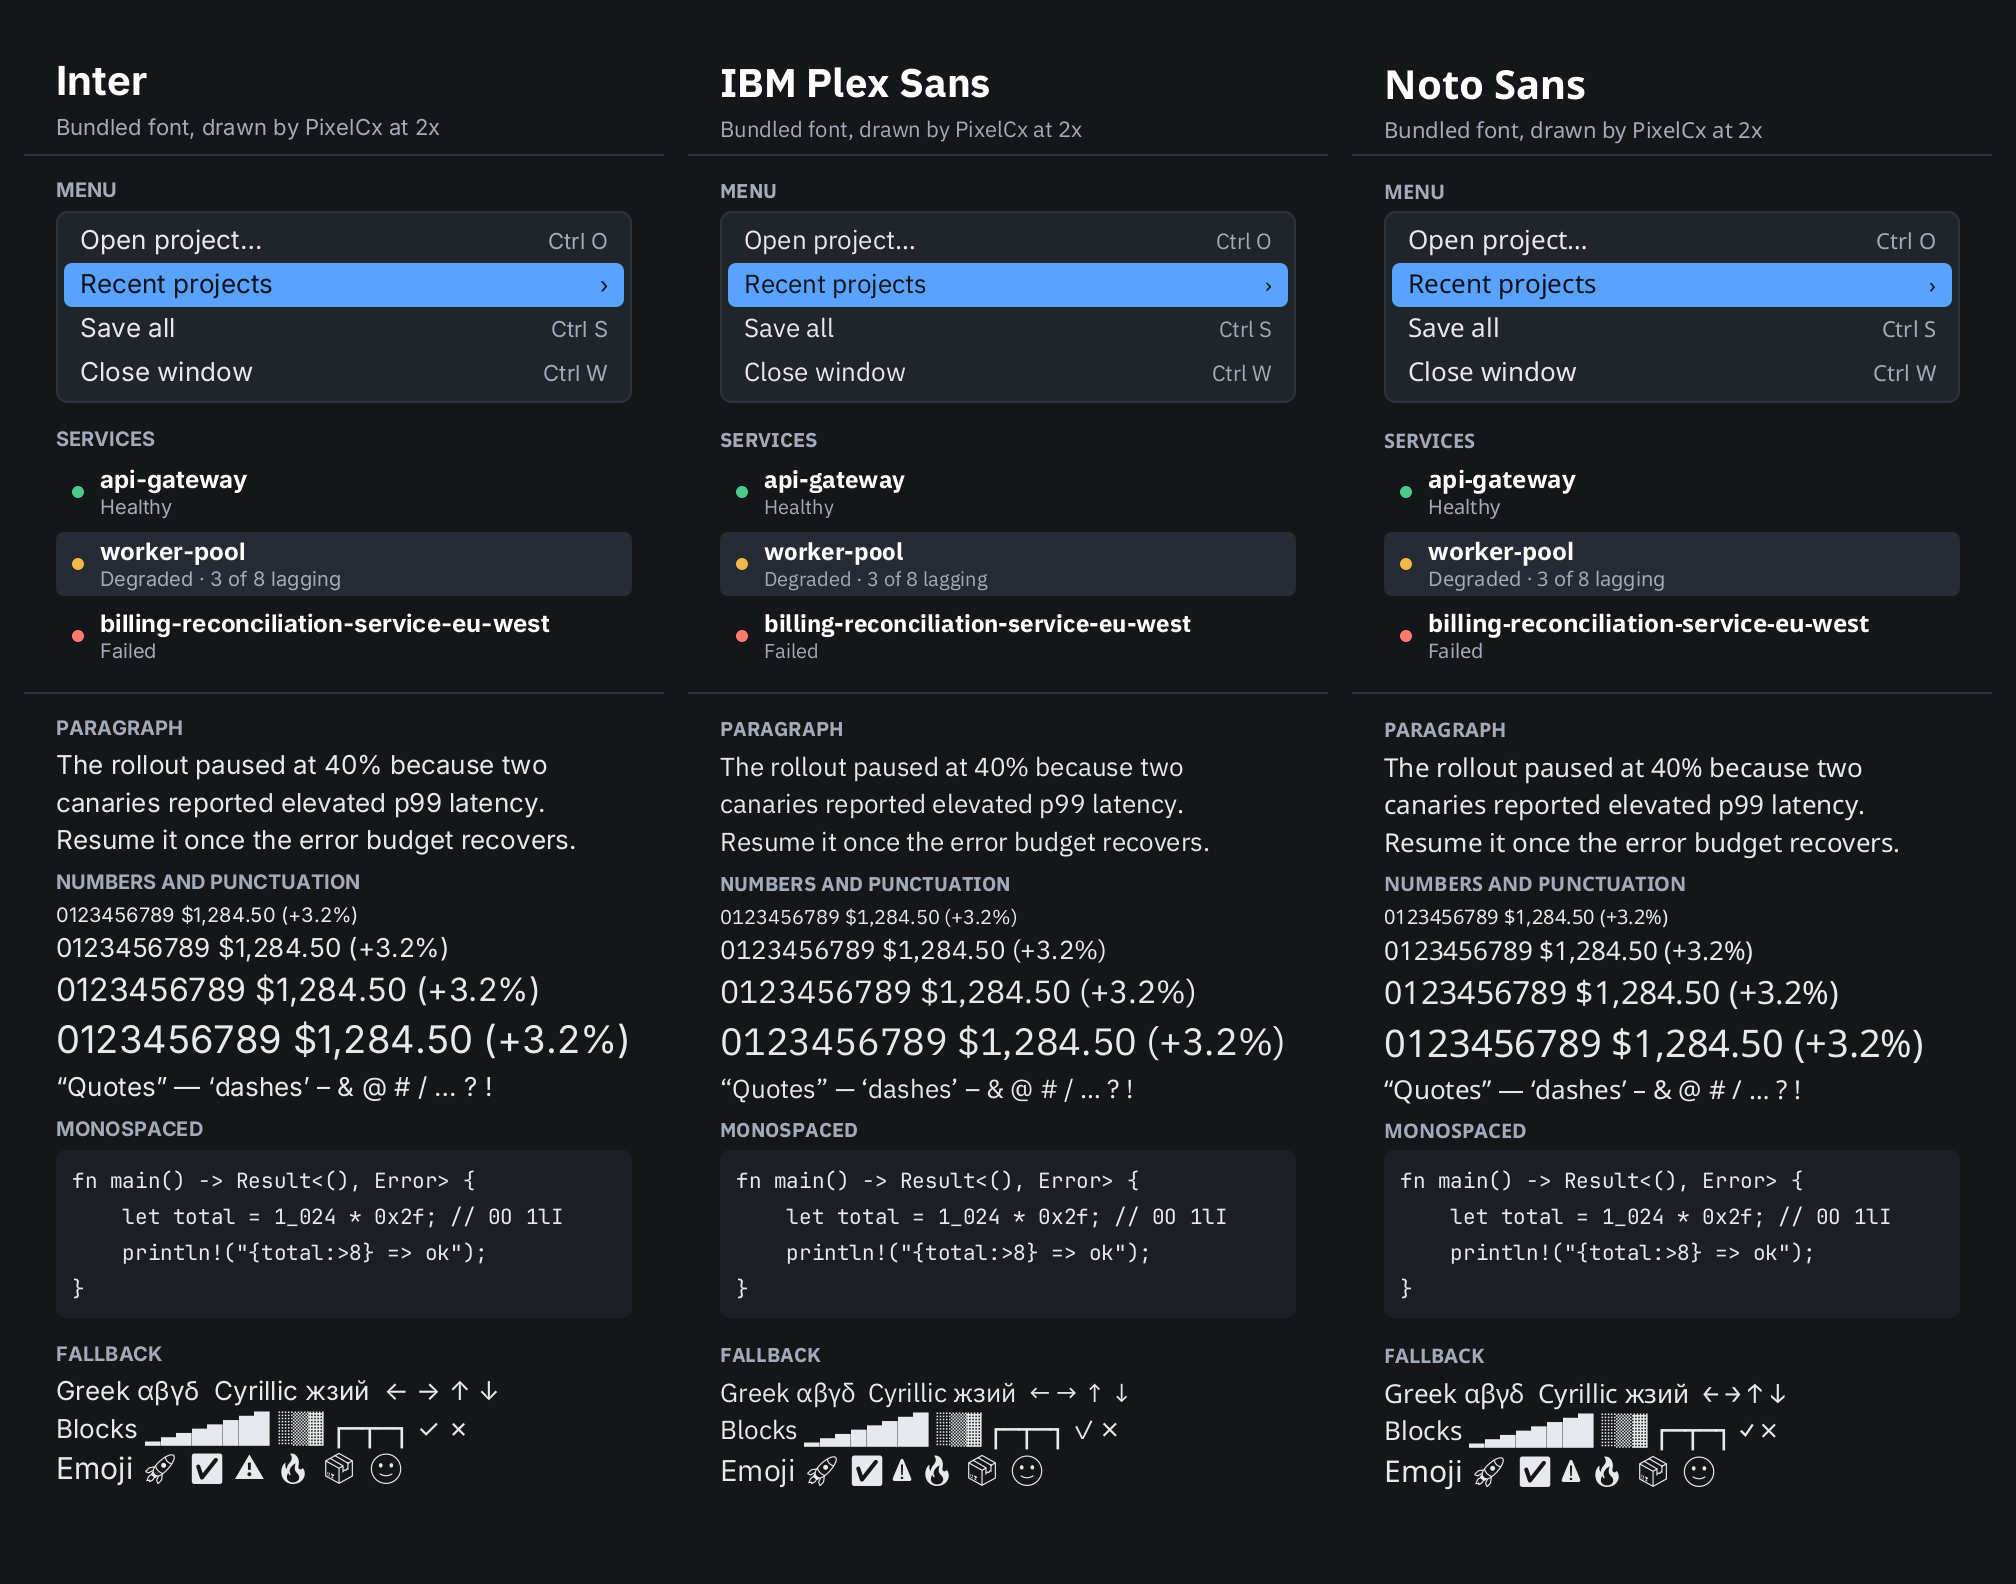 Inter
Bundled font, drawn by PixelCx at 2x
MENU
Open project… Ctrl O
Recent projects ›
Save all Ctrl S
Close window Ctrl W
SERVICES
api-gateway
Healthy
worker-pool
Degraded · 3 of 8 lagging
billing-reconciliation-service-eu-west
Failed
PARAGRAPH
The rollout paused at 40% because two
canaries reported elevated p99 latency.
Resume it once the error budget recovers.
NUMBERS AND PUNCTUATION
0123456789 $1,284.50 (+3.2%)
0123456789 $1,284.50 (+3.2%)
0123456789 $1,284.50 (+3.2%)
0123456789 $1,284.50 (+3.2%)
“Quotes” — ‘dashes’ – & @ # / … ? !
MONOSPACED
fn main() -> Result<(), Error> {
    let total = 1_024 * 0x2f; // 0O 1lI
    println!("{total:>8} => ok");
}
FALLBACK
Greek αβγδ  Cyrillic жзий  ← → ↑ ↓
Blocks ▁▂▃▄▅▆▇█ ░▒▓ ┌┬┐ ✓ ✕
Emoji 🚀 ☑ ⚠ 🔥 📦 🙂
IBM Plex Sans
Bundled font, drawn by PixelCx at 2x
MENU
Open project… Ctrl O
Recent projects ›
Save all Ctrl S
Close window Ctrl W
SERVICES
api-gateway
Healthy
worker-pool
Degraded · 3 of 8 lagging
billing-reconciliation-service-eu-west
Failed
PARAGRAPH
The rollout paused at 40% because two
canaries reported elevated p99 latency.
Resume it once the error budget recovers.
NUMBERS AND PUNCTUATION
0123456789 $1,284.50 (+3.2%)
0123456789 $1,284.50 (+3.2%)
0123456789 $1,284.50 (+3.2%)
0123456789 $1,284.50 (+3.2%)
“Quotes” — ‘dashes’ – & @ # / … ? !
MONOSPACED
fn main() -> Result<(), Error> {
    let total = 1_024 * 0x2f; // 0O 1lI
    println!("{total:>8} => ok");
}
FALLBACK
Greek αβγδ  Cyrillic жзий  ← → ↑ ↓
Blocks ▁▂▃▄▅▆▇█ ░▒▓ ┌┬┐ ✓ ✕
Emoji 🚀 ☑ ⚠ 🔥 📦 🙂
Noto Sans
Bundled font, drawn by PixelCx at 2x
MENU
Open project… Ctrl O
Recent projects ›
Save all Ctrl S
Close window Ctrl W
SERVICES
api-gateway
Healthy
worker-pool
Degraded · 3 of 8 lagging
billing-reconciliation-service-eu-west
Failed
PARAGRAPH
The rollout paused at 40% because two
canaries reported elevated p99 latency.
Resume it once the error budget recovers.
NUMBERS AND PUNCTUATION
0123456789 $1,284.50 (+3.2%)
0123456789 $1,284.50 (+3.2%)
0123456789 $1,284.50 (+3.2%)
0123456789 $1,284.50 (+3.2%)
“Quotes” — ‘dashes’ – & @ # / … ? !
MONOSPACED
fn main() -> Result<(), Error> {
    let total = 1_024 * 0x2f; // 0O 1lI
    println!("{total:>8} => ok");
}
FALLBACK
Greek αβγδ  Cyrillic жзий  ← → ↑ ↓
Blocks ▁▂▃▄▅▆▇█ ░▒▓ ┌┬┐ ✓ ✕
Emoji 🚀 ☑ ⚠ 🔥 📦 🙂